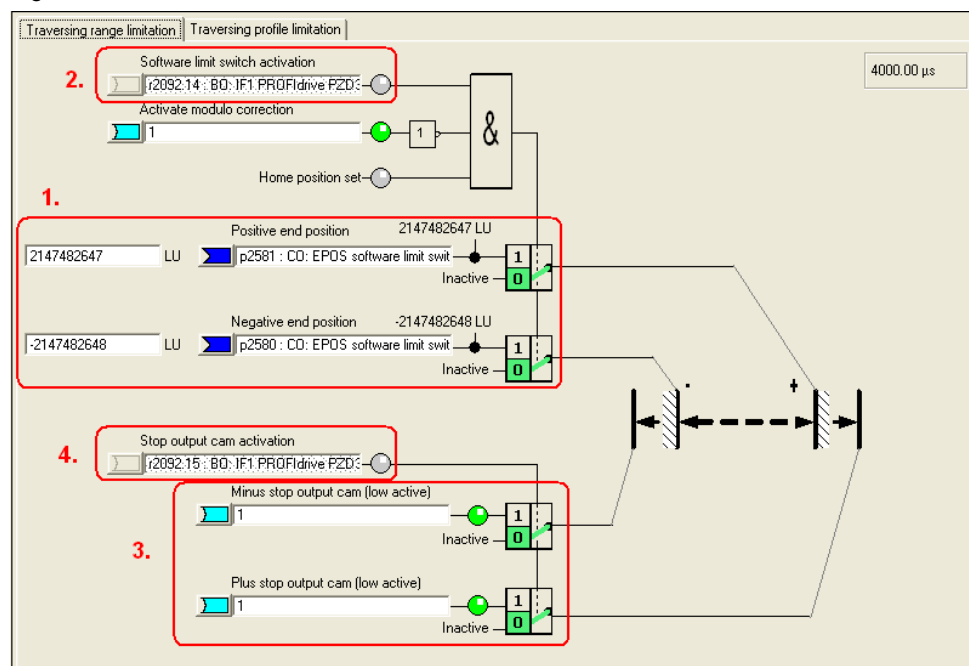 Traversing range limitation Traversing profile limitation
Software limit switch activation
2. r2092.14 : BO: IF1 PROFIdrive PZD3
4000.00 µs
Activate modulo correction
1 1 &
Home position set
1.
Positive end position 2147482647 LU
2147482647 LU p2581 : CO: EPOS software limit swit 1
Inactive 0
Negative end position -2147482648 LU
-2147482648 LU p2580 : CO: EPOS software limit swit 1
Inactive 0
- +
Stop output cam activation
4. r2092.15 : BO: IF1 PROFIdrive PZD3
Minus stop output cam (low active)
1 1
Inactive 0
3.
Plus stop output cam (low active)
1 1
Inactive 0